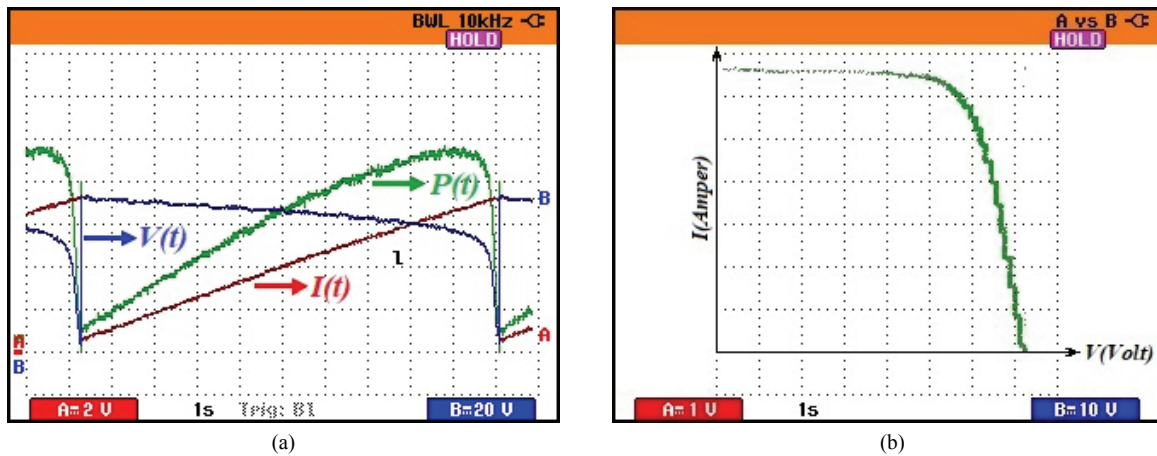 BWL 10kHz
HOLD
P(t)
B
V(t)
1
I(t)
A
A
B
A=2 V 1s Trig: B1 B=20 V
(a)
A vs B
HOLD
I(Amper)
V(Volt)
A=1 V 1s B=10 V
(b)